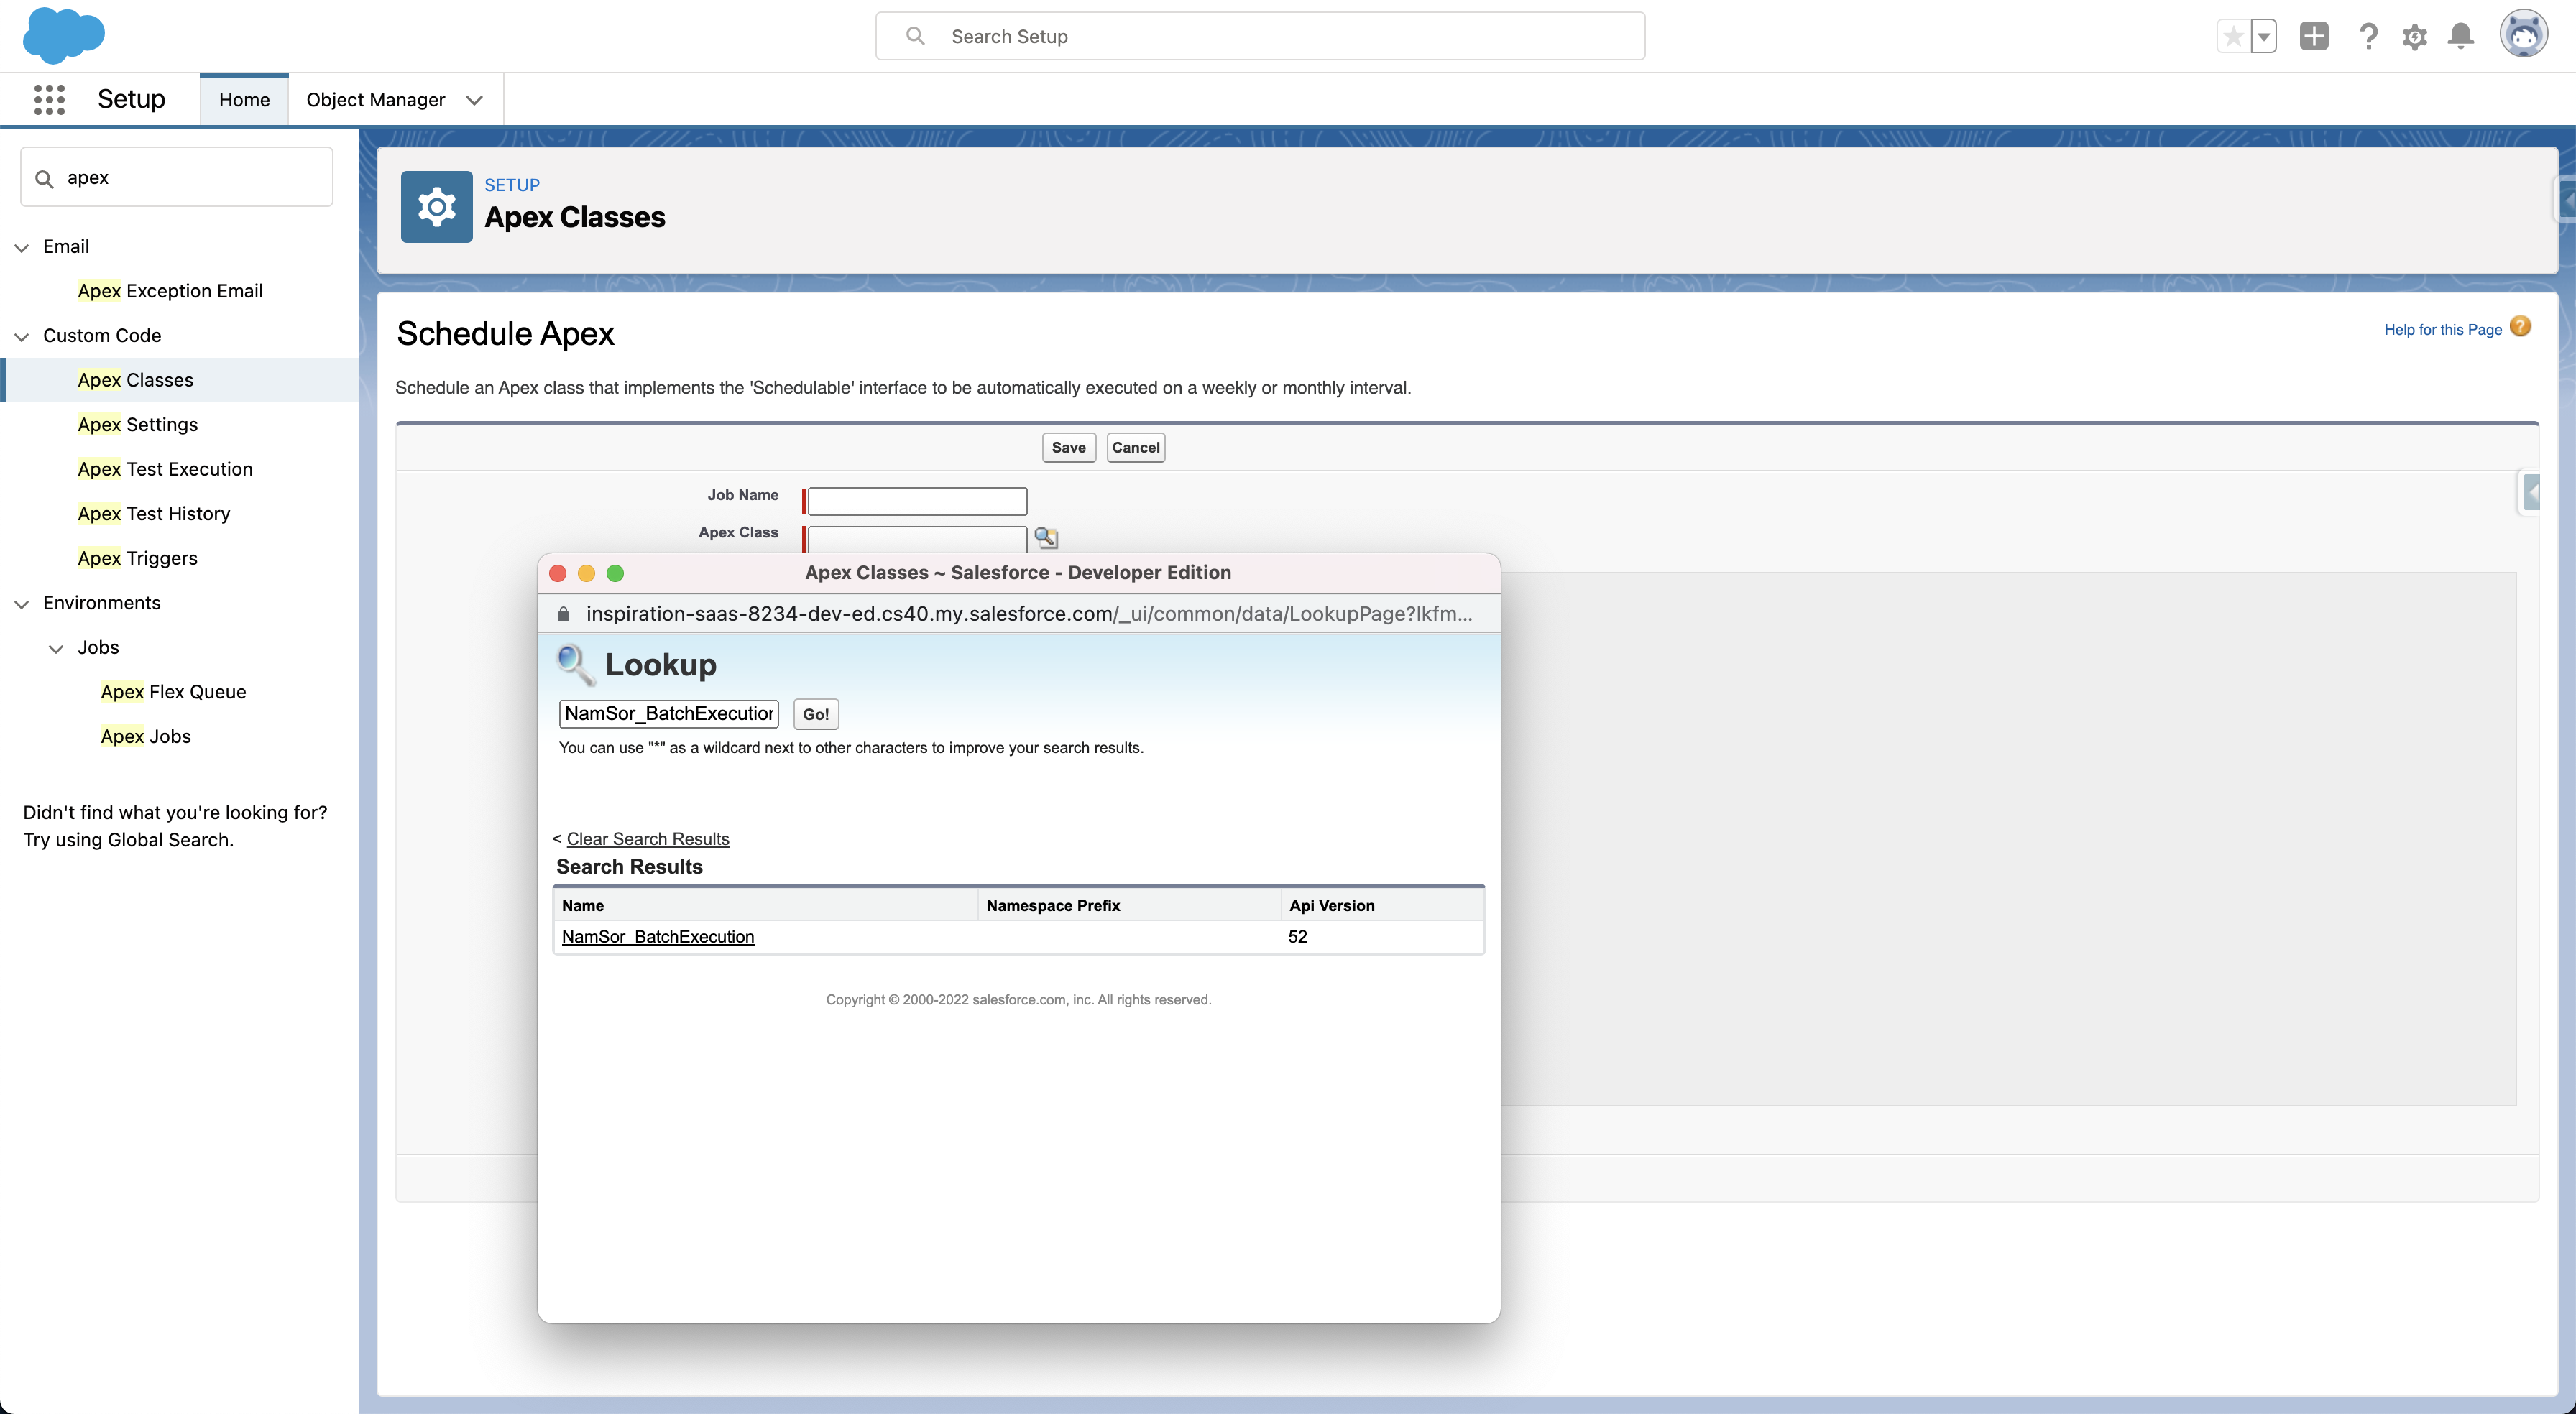 Search Setup
Setup
Home
Object Manager
apex
Email
Apex Exception Email
Custom Code
Apex Classes
Apex Settings
Apex Test Execution
Apex Test History
Apex Triggers
Environments
Jobs
Apex Flex Queue
Apex Jobs
Didn't find what you're looking for?
Try using Global Search.
SETUP
Apex Classes
Schedule Apex
Help for this Page
Schedule an Apex class that implements the 'Schedulable' interface to be automatically executed on a weekly or monthly interval.
Save Cancel
Job Name
Apex Class
Apex Classes ~ Salesforce - Developer Edition
inspiration-saas-8234-dev-ed.cs40.my.salesforce.com/_ui/common/data/LookupPage?lkfm...
Lookup
NamSor_BatchExecution Go!
You can use "*" as a wildcard next to other characters to improve your search results.
< Clear Search Results
Search Results
Name Namespace Prefix Api Version
NamSor_BatchExecution 52
Copyright © 2000-2022 salesforce.com, inc. All rights reserved.